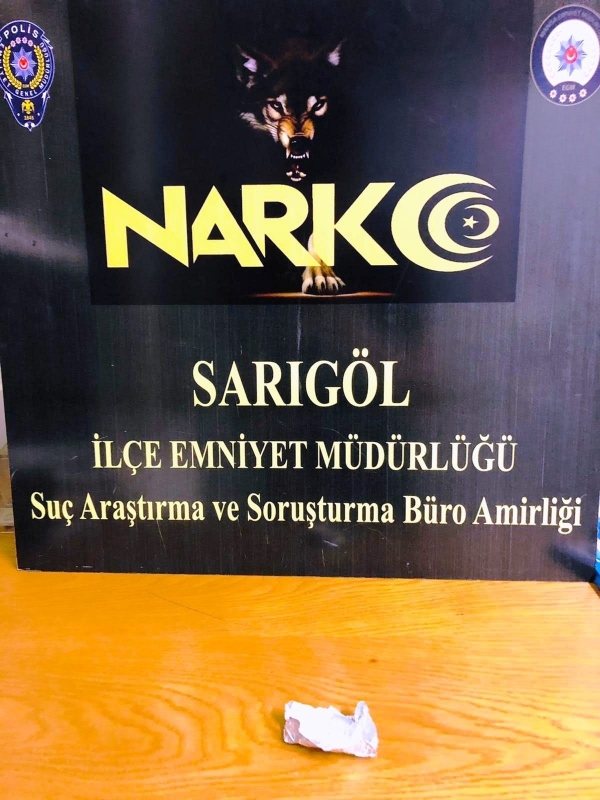 POLİS
NARKO
SARIGÖL
İLÇE EMNİYET MÜDÜRLÜĞÜ
Suç Araştırma ve Soruşturma Büro Amirliği